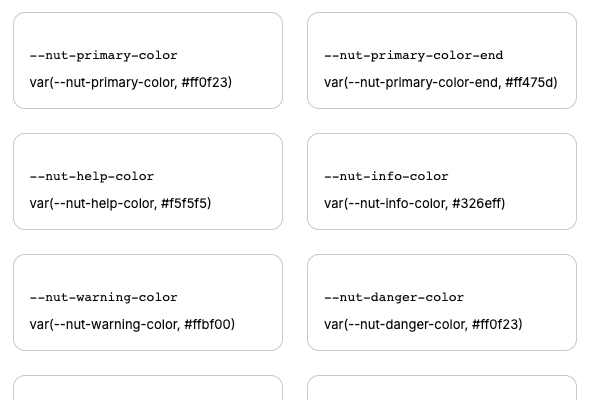 --nut-primary-color
var(--nut-primary-color, #ff0f23)
--nut-primary-color-end
var(--nut-primary-color-end, #ff475d)
--nut-help-color
var(--nut-help-color, #f5f5f5)
--nut-info-color
var(--nut-info-color, #326eff)
--nut-warning-color
var(--nut-warning-color, #ffbf00)
--nut-danger-color
var(--nut-danger-color, #ff0f23)